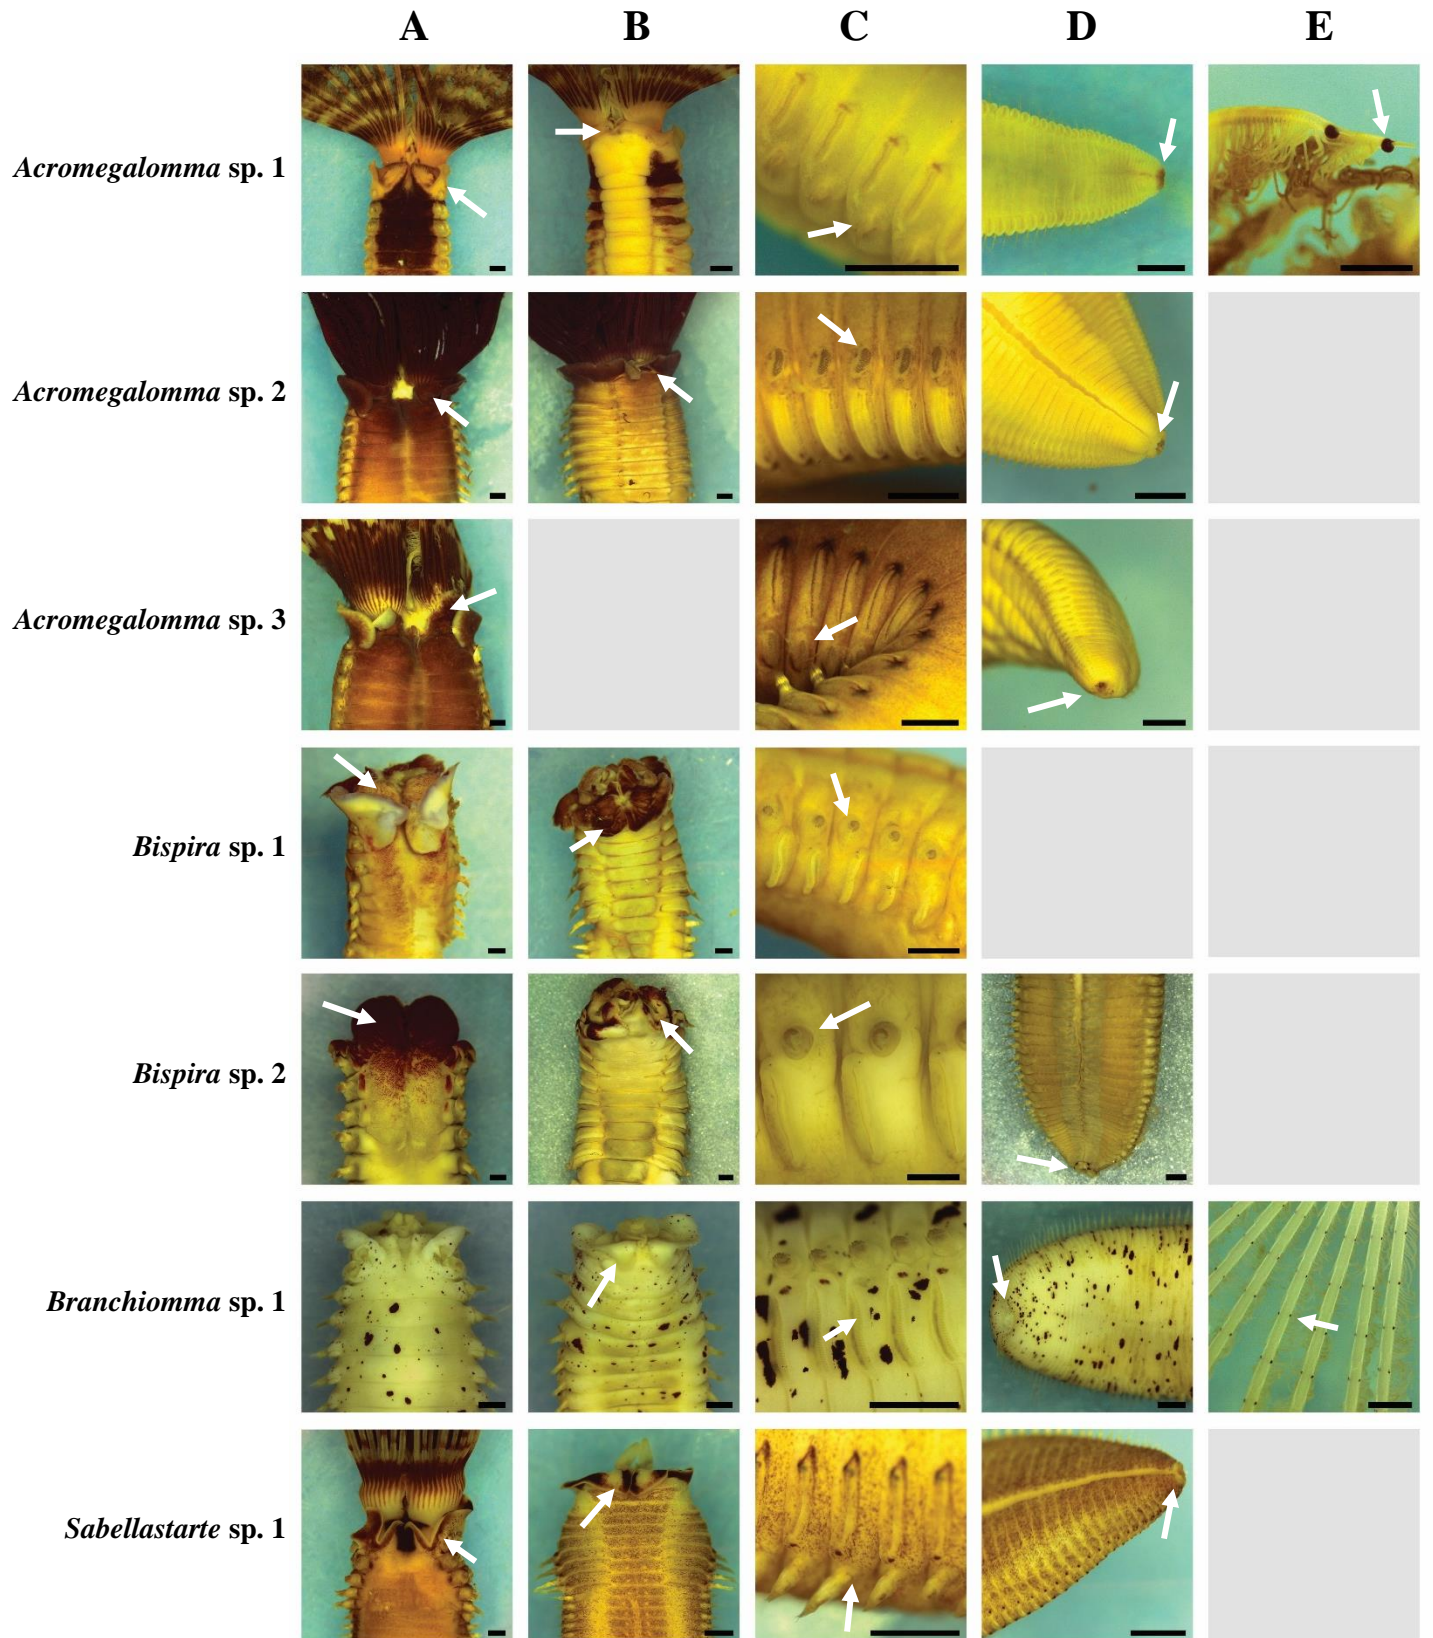 A B C D E
Acromegalomma sp. 1
Acromegalomma sp. 2
Acromegalomma sp. 3
Bispira sp. 1
Bispira sp. 2
Branchiomma sp. 1
Sabellastarte sp. 1